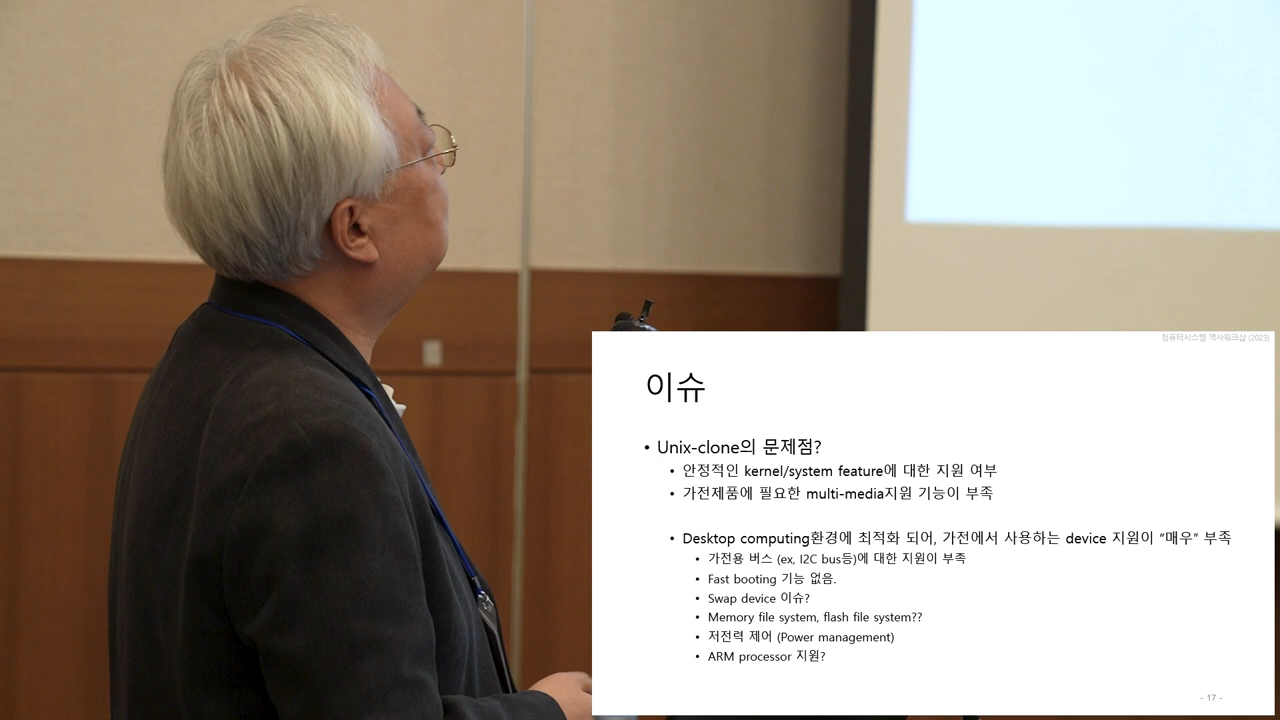 컴퓨터시스템 역사워크샵 (2023)
이슈
• Unix-clone의 문제점?
• 안정적인 kernel/system feature에 대한 지원 여부
• 가전제품에 필요한 multi-media지원 기능이 부족
• Desktop computing환경에 최적화 되어, 가전에서 사용하는 device 지원이 “매우” 부족
• 가전용 버스 (ex, I2C bus등)에 대한 지원이 부족
• Fast booting 기능 없음.
• Swap device 이슈?
• Memory file system, flash file system??
• 저전력 제어 (Power management)
• ARM processor 지원?
- 17 -